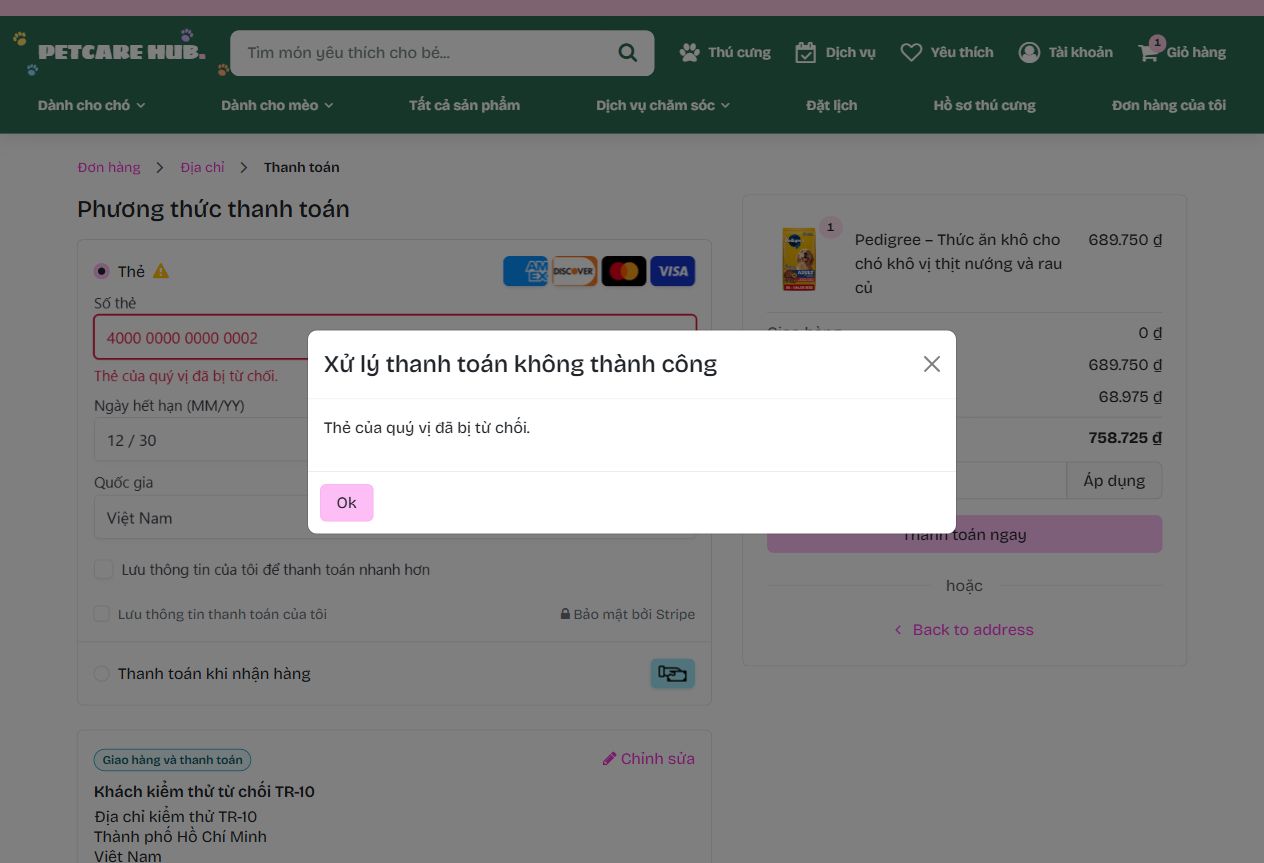 PETCARE HUB.
Tìm món yêu thích cho bé...
Thú cưng
Dịch vụ
Yêu thích
Tài khoản
1
Giỏ hàng
Dành cho chó
Dành cho mèo
Tất cả sản phẩm
Dịch vụ chăm sóc
Đặt lịch
Hồ sơ thú cưng
Đơn hàng của tôi
Đơn hàng
Địa chỉ
Thanh toán
Phương thức thanh toán
Thẻ
AM EX
DISCOVER
VISA
Số thẻ
4000 0000 0000 0002
Thẻ của quý vị đã bị từ chối.
Ngày hết hạn (MM/YY)
12 / 30
Quốc gia
Việt Nam
Lưu thông tin của tôi để thanh toán nhanh hơn
Lưu thông tin thanh toán của tôi
Bảo mật bởi Stripe
Thanh toán khi nhận hàng
Giao hàng và thanh toán
Chỉnh sửa
Khách kiểm thử từ chối TR-10
Địa chỉ kiểm thử TR-10
Thành phố Hồ Chí Minh
Việt Nam
Xử lý thanh toán không thành công
Thẻ của quý vị đã bị từ chối.
Ok
Pedigree
1
Pedigree – Thức ăn khô cho
chó khô vị thịt nướng và rau
củ
689.750 ₫
Giao hàng
0 ₫
689.750 ₫
68.975 ₫
758.725 ₫
Áp dụng
Thanh toán ngay
hoặc
Back to address